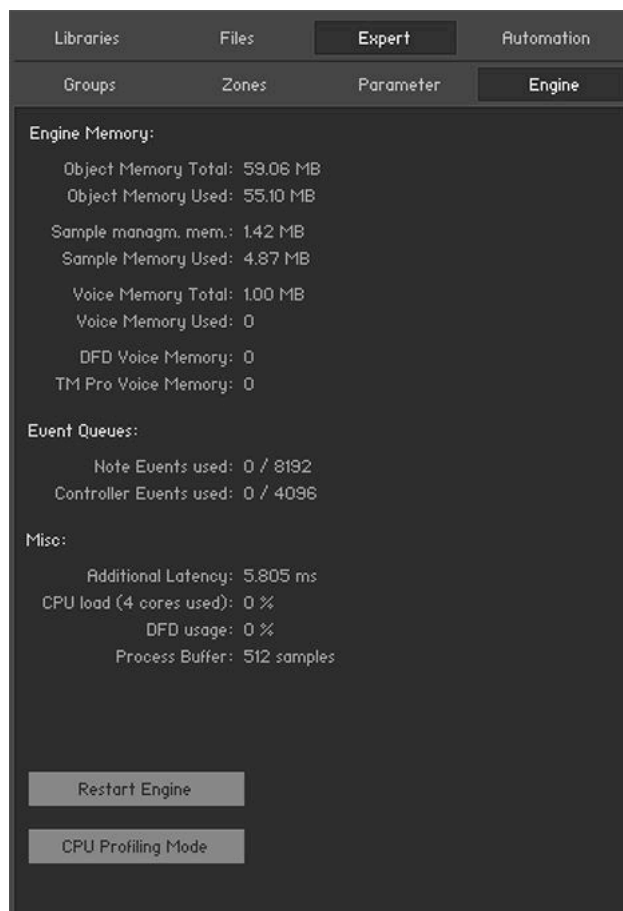 Libraries Files Expert Automation
Groups Zones Parameter Engine
Engine Memory:
Object Memory Total: 59.06 MB
Object Memory Used: 55.10 MB
Sample managm. mem.: 1.42 MB
Sample Memory Used: 4.87 MB
Voice Memory Total: 1.00 MB
Voice Memory Used: 0
DFD Voice Memory: 0
TM Pro Voice Memory: 0
Event Queues:
Note Events used: 0 / 8192
Controller Events used: 0 / 4096
Misc:
Additional Latency: 5.805 ms
CPU load (4 cores used): 0 %
DFD usage: 0 %
Process Buffer: 512 samples
Restart Engine
CPU Profiling Mode